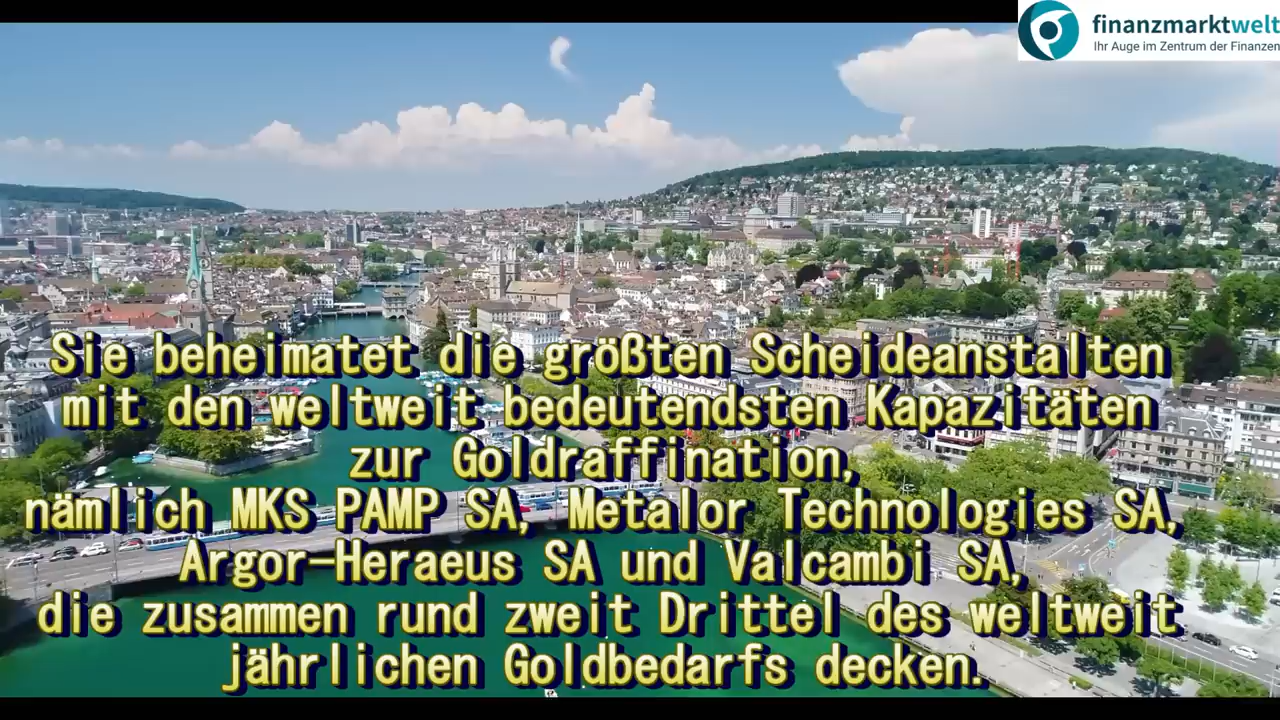 finanzmarktwelt
Ihr Auge im Zentrum der Finanzen
Sie beheimatet die größten Scheideanstalten
mit den weltweit bedeutendsten Kapazitäten
zur Goldraffination,
nämlich MKS PAMP SA, Metalor Technologies SA,
Argor-Heraeus SA und Valcambi SA,
die zusammen rund zweit Drittel des weltweit
jährlichen Goldbedarfs decken.